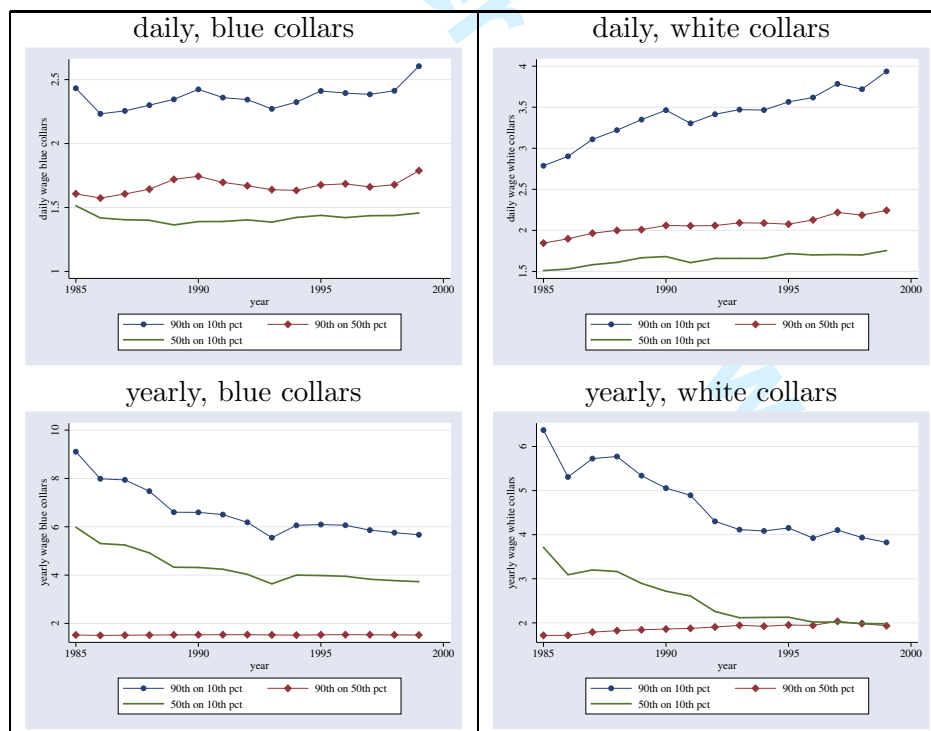 daily, blue collars
daily wage blue collars
2.5
2
1.5
1
1985 1990 1995 2000
year
90th on 10th pct 90th on 50th pct
50th on 10th pct
daily, white collars
daily wage white collars
4
3.5
3
2.5
2
1.5
1985 1990 1995 2000
year
90th on 10th pct 90th on 50th pct
50th on 10th pct
yearly, blue collars
yearly wage blue collars
10
8
6
4
2
1985 1990 1995 2000
year
90th on 10th pct 90th on 50th pct
50th on 10th pct
yearly, white collars
yearly wage white collars
6
5
4
3
2
1985 1990 1995 2000
year
90th on 10th pct 90th on 50th pct
50th on 10th pct